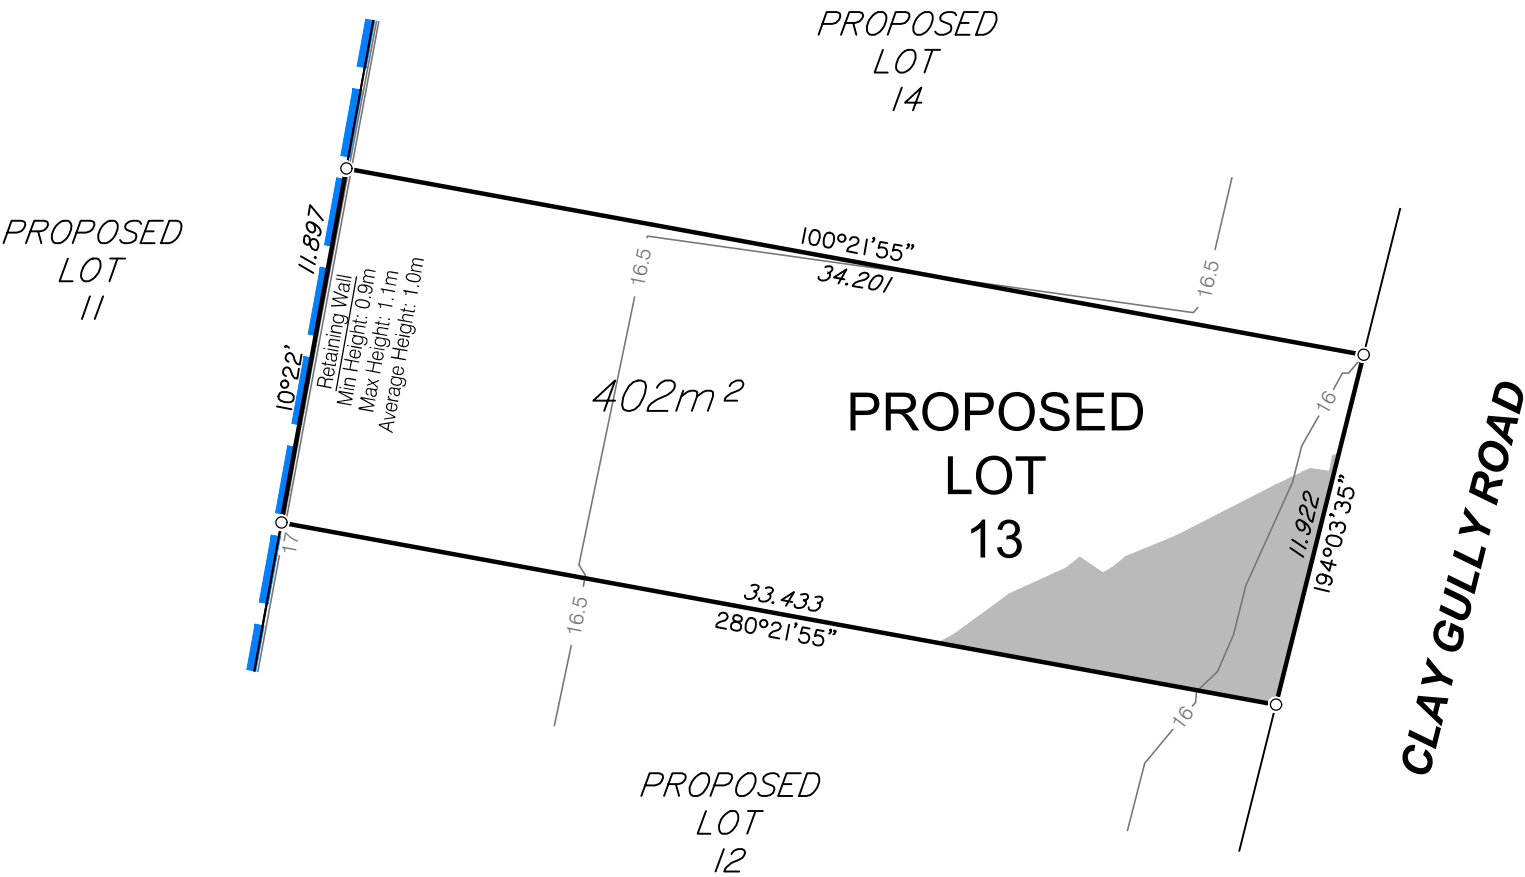 PROPOSED
LOT
14
PROPOSED
LOT
11
11.897
10°22'
Retaining Wall
Min Height: 0.9m
Max Height: 1.1m
Average Height: 1.0m
100°21'55"
34.201
16.5
16.5
402m²
PROPOSED
LOT
13
16
11.922
194°03'35"
CLAY GULLY ROAD
17
16.5
33.433
280°21'55"
16
PROPOSED
LOT
12